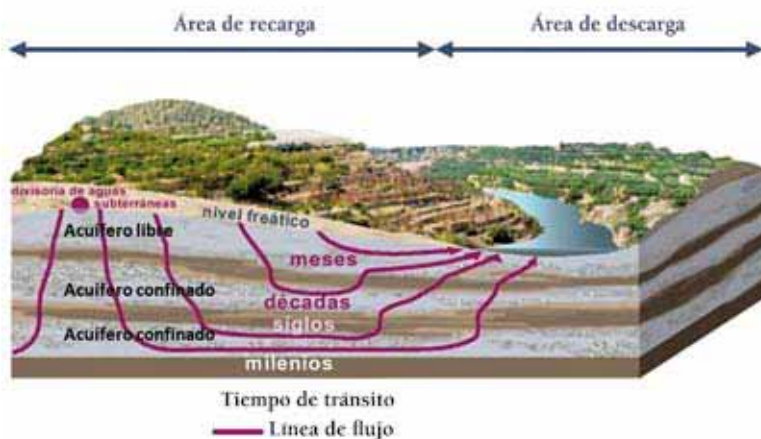 Área de recarga
Área de descarga
divisoria de aguas
subterráneas
nivel freático
Acuífero libre
meses
Acuífero confinado
décadas
siglos
Acuífero confinado
milenios
Tiempo de tránsito
Línea de flujo